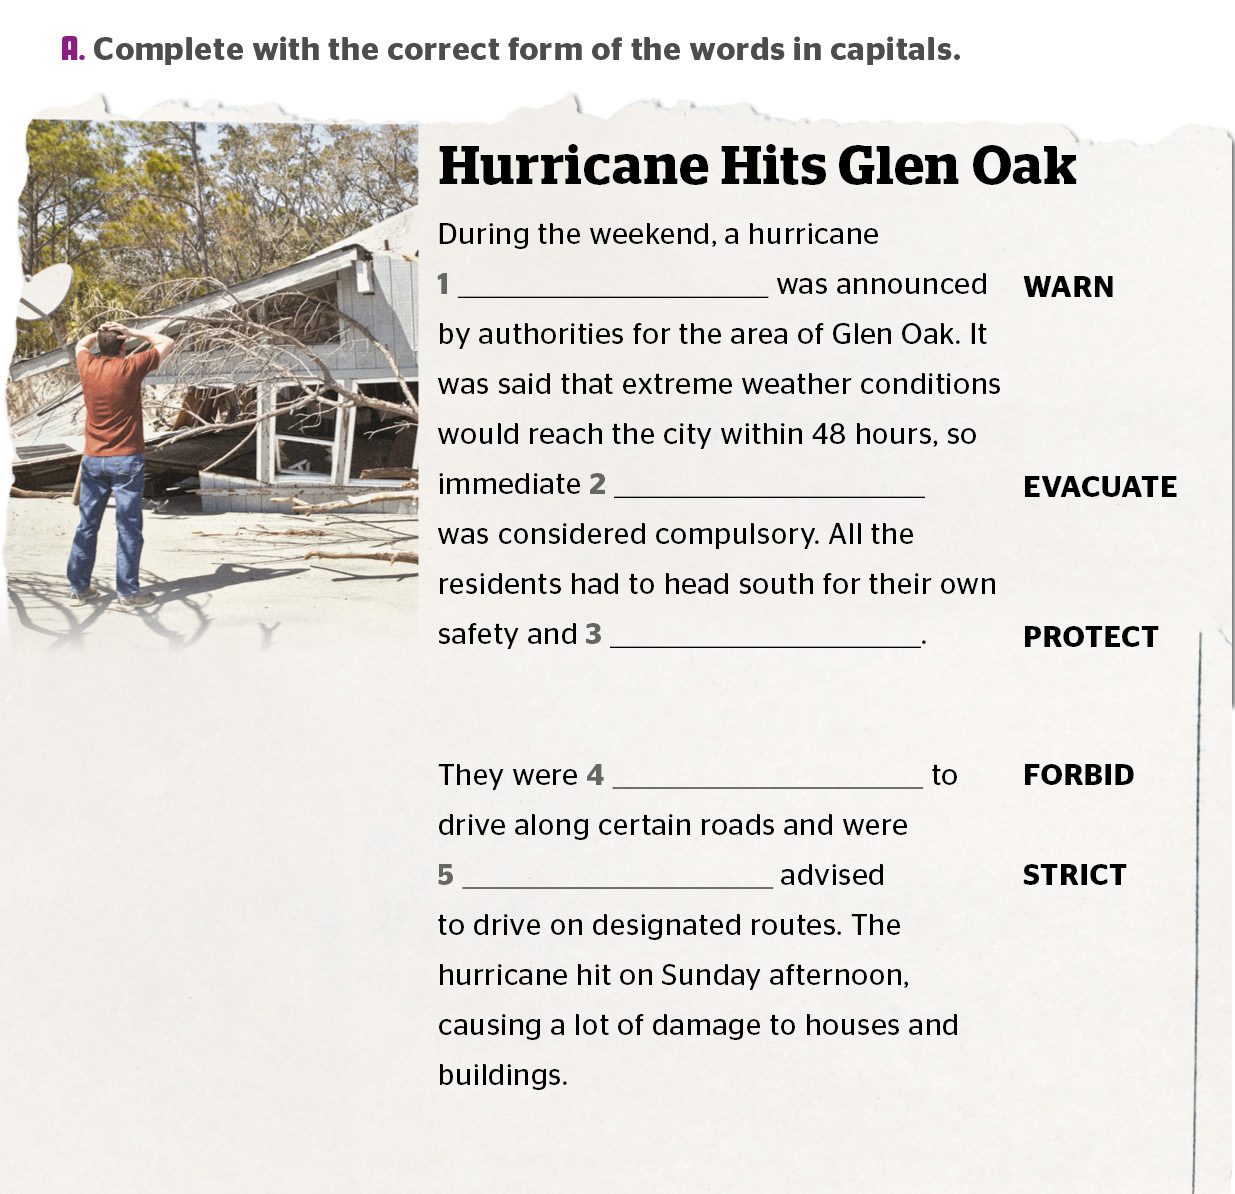 A. Complete with the correct form of the words in capitals.
Hurricane Hits Glen Oak
During the weekend, a hurricane
1 ____________________ was announced WARN
by authorities for the area of Glen Oak. It
was said that extreme weather conditions
would reach the city within 48 hours, so
immediate 2 ____________________ EVACUATE
was considered compulsory. All the
residents had to head south for their own
safety and 3 ____________________. PROTECT
They were 4 ____________________ to FORBID
drive along certain roads and were
5 ____________________ advised STRICT
to drive on designated routes. The
hurricane hit on Sunday afternoon,
causing a lot of damage to houses and
buildings.